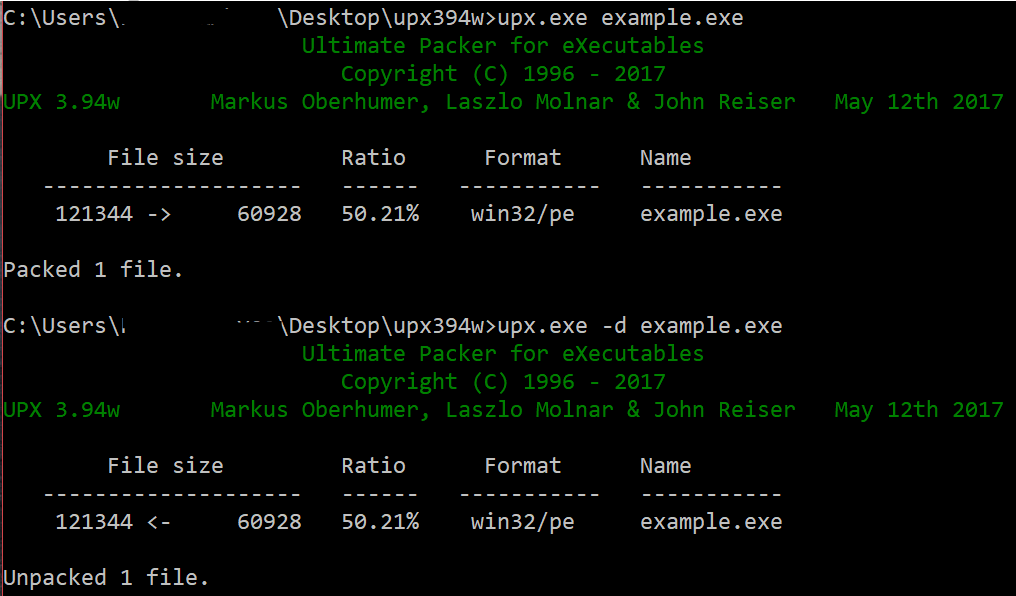 C:\Users\ \Desktop\upx394w>upx.exe example.exe
Ultimate Packer for eXecutables
Copyright (C) 1996 - 2017
UPX 3.94w Markus Oberhumer, Laszlo Molnar & John Reiser May 12th 2017
File size Ratio Format Name
-------------------- ------ ----------- -----------
121344 -> 60928 50.21% win32/pe example.exe
Packed 1 file.
C:\Users\ \Desktop\upx394w>upx.exe -d example.exe
Ultimate Packer for eXecutables
Copyright (C) 1996 - 2017
UPX 3.94w Markus Oberhumer, Laszlo Molnar & John Reiser May 12th 2017
File size Ratio Format Name
-------------------- ------ ----------- -----------
121344 <- 60928 50.21% win32/pe example.exe
Unpacked 1 file.